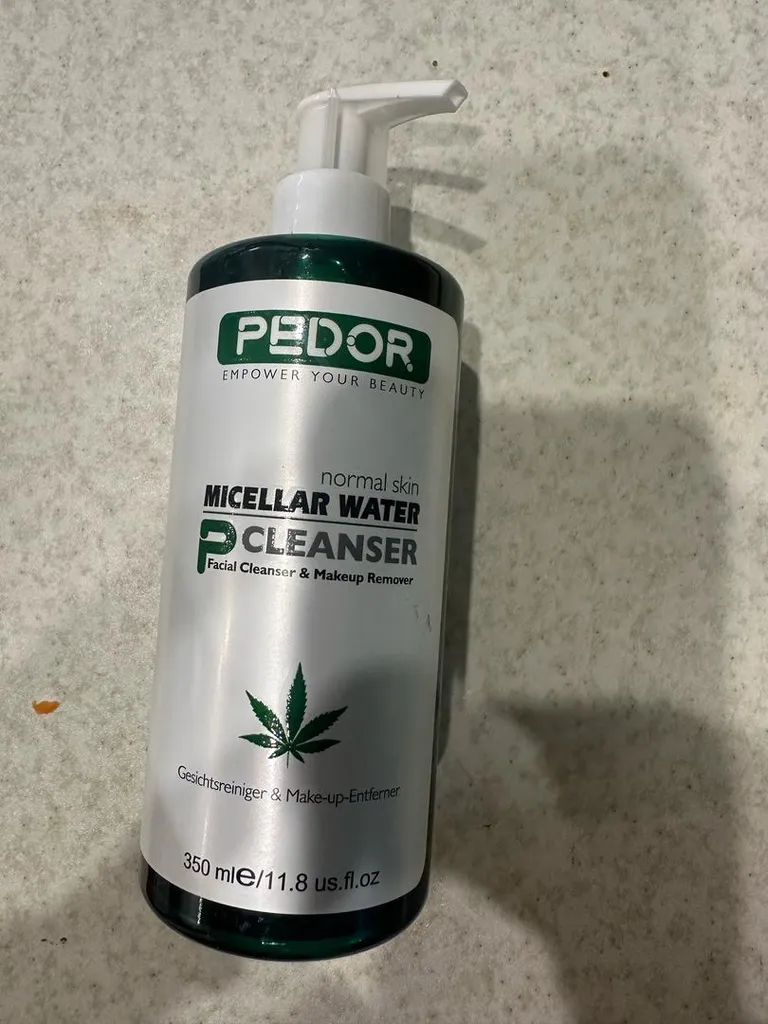 PEDOR
EMPOWER YOUR BEAUTY
normal skin
MICELLAR WATER
P CLEANSER
Facial Cleanser & Makeup Remover
Gesichtsreiniger & Make-up-Entferner
350 ml℮/11.8 us.fl.oz